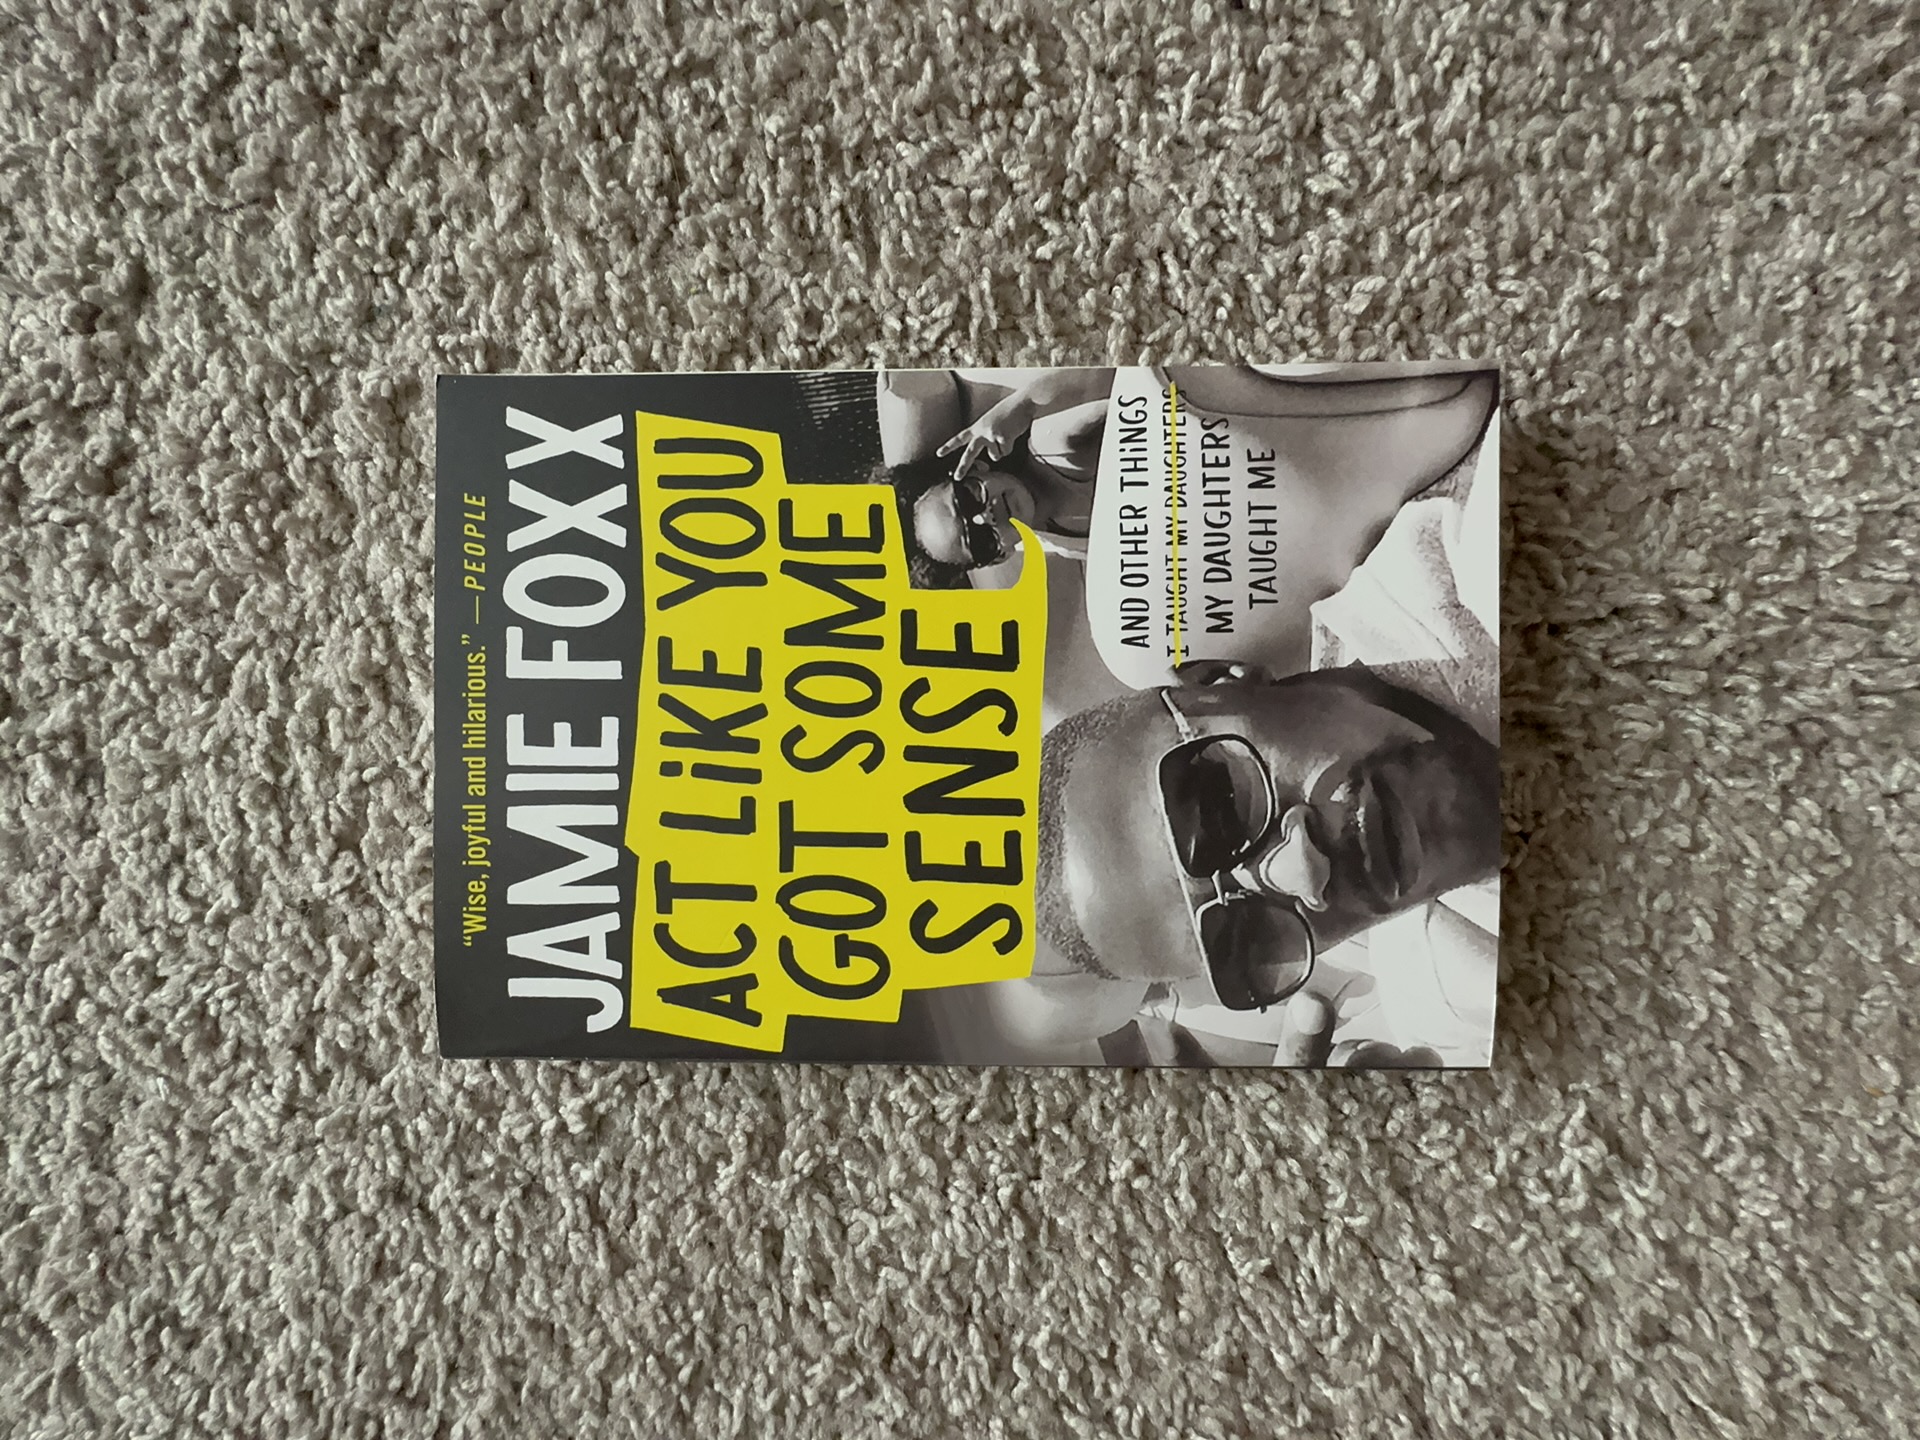 “Wise, joyful and hilarious.” —PEOPLE
JAMIE FOXX
ACT LiKE YOU
GOT SOME
SENSE
AND OTHER THiNGS
I TAUGHT MY DAUGHTERS
MY DAUGHTERS
TAUGHT ME